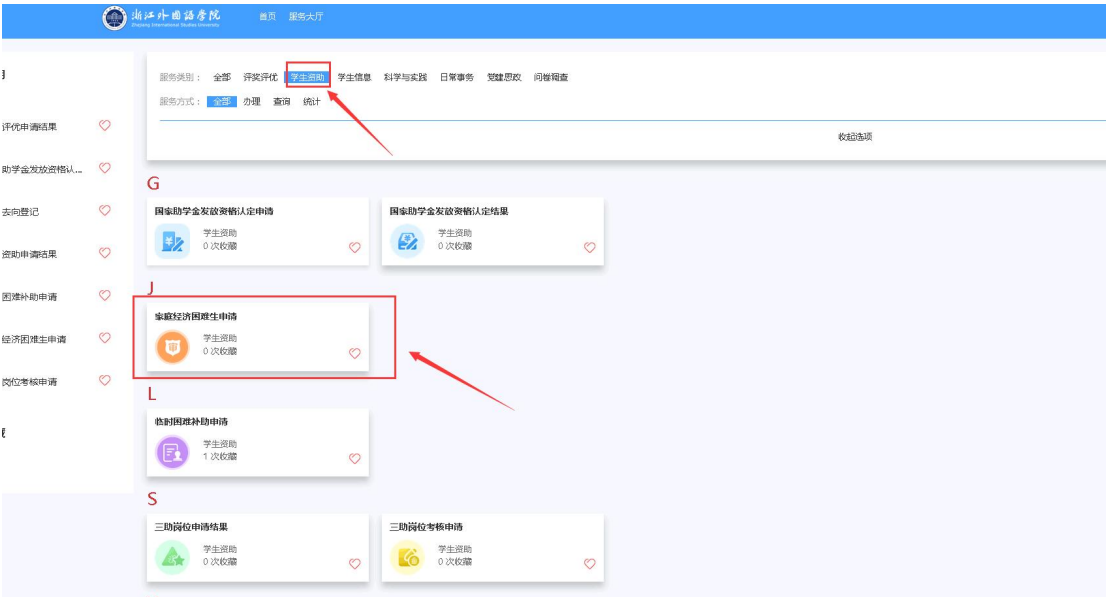 浙江外国语学院
Zhejiang International Studies University
首页 服务大厅
评优申请结果
助学金发放资格认...
去向登记
资助申请结果
困难补助申请
经济困难生申请
岗位考核申请
服务类别： 全部 评奖评优 学生资助 学生信息 科学与实践 日常事务 党建思政 问卷调查
服务方式： 全部 办理 查询 统计
收起选项
G
国家助学金发放资格认定申请
学生资助
0 次收藏
国家助学金发放资格认定结果
学生资助
0 次收藏
J
家庭经济困难生申请
学生资助
0 次收藏
L
临时困难补助申请
学生资助
1 次收藏
S
三助岗位申请结果
学生资助
0 次收藏
三助岗位考核申请
学生资助
0 次收藏